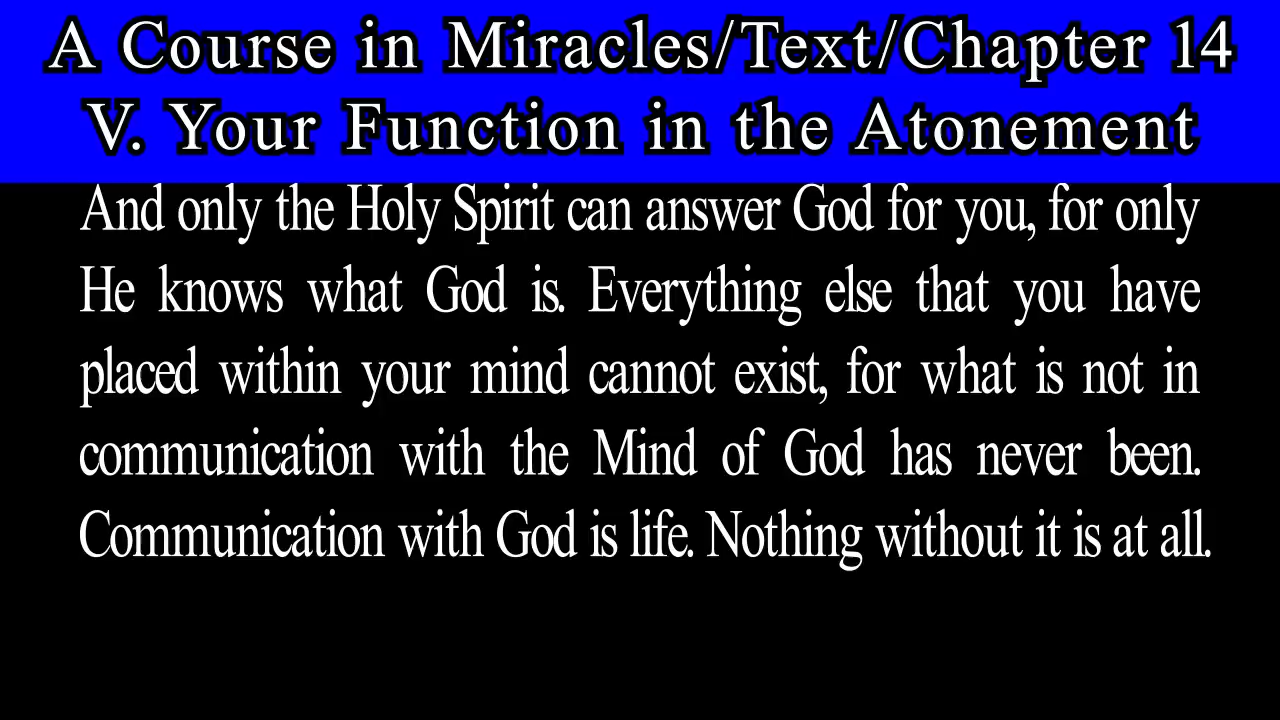 A Course in Miracles/Text/Chapter 14
V. Your Function in the Atonement
And only the Holy Spirit can answer God for you, for only
He knows what God is. Everything else that you have
placed within your mind cannot exist, for what is not in
communication with the Mind of God has never been.
Communication with God is life. Nothing without it is at all.